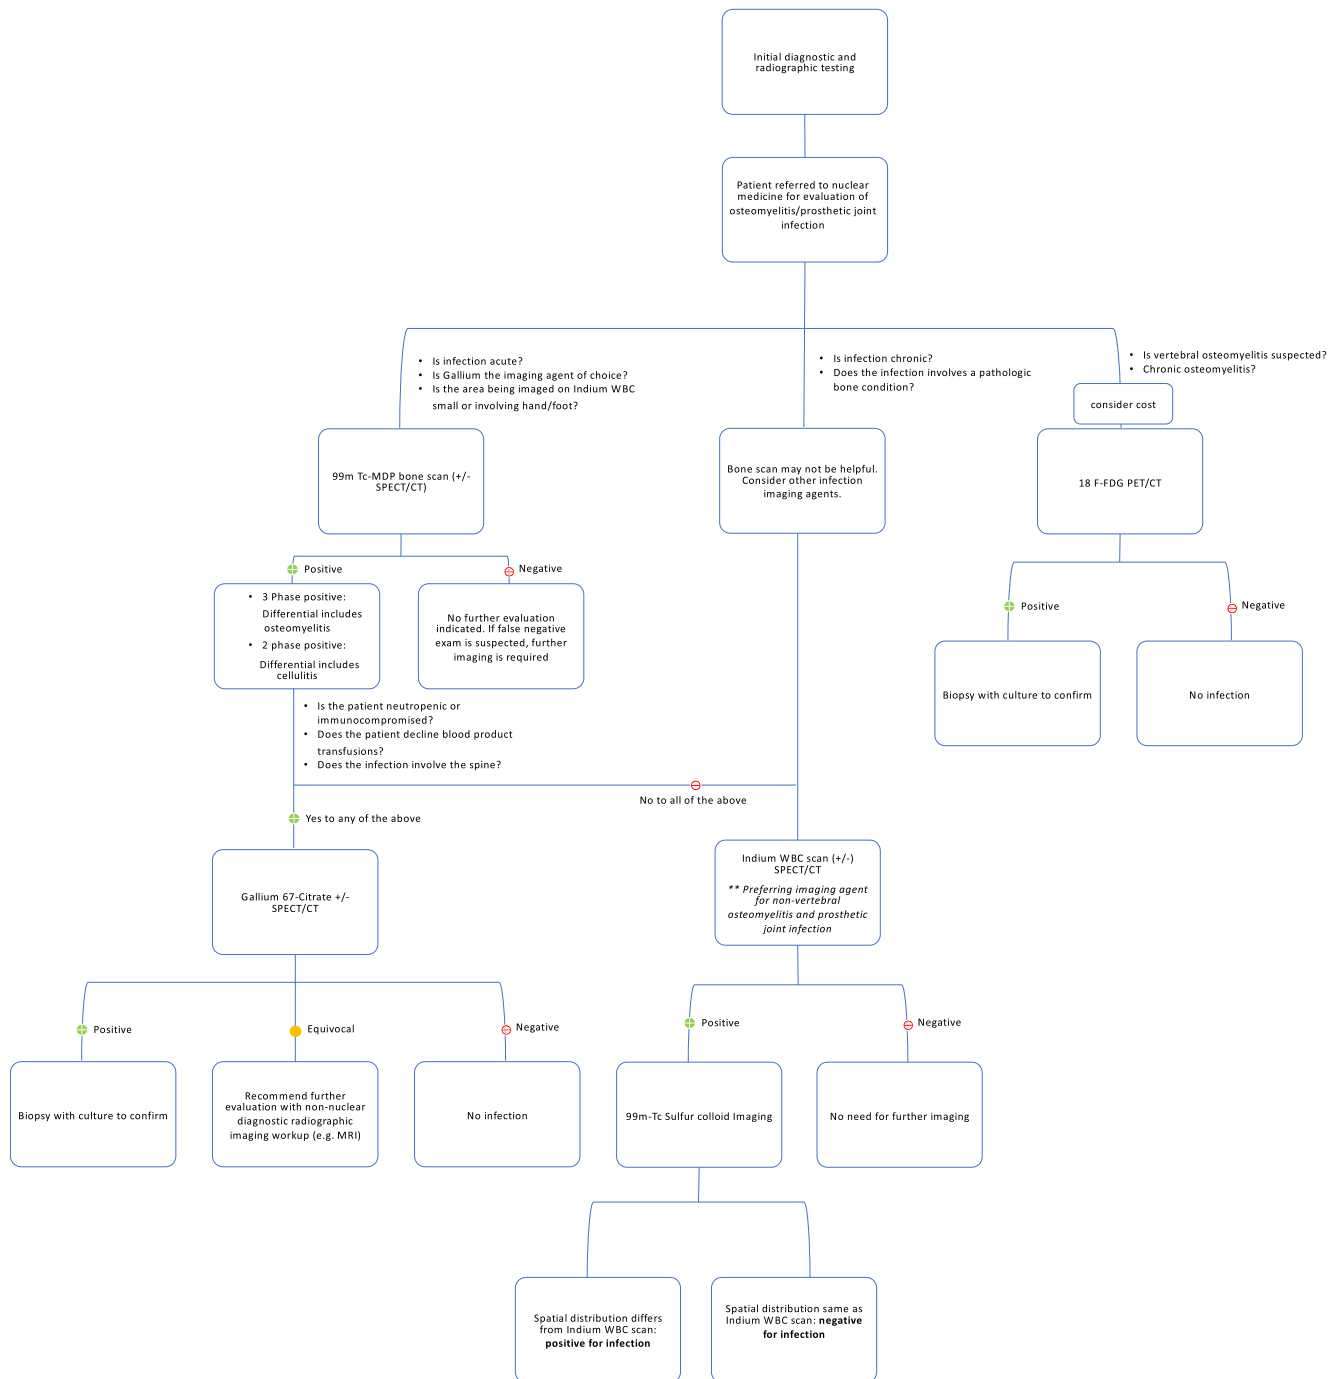 Initial diagnostic and
radiographic testing
Patient referred to nuclear
medicine for evaluation of
osteomyelitis/prosthetic joint
infection
• Is infection acute?
• Is Gallium the imaging agent of choice?
• Is the area being imaged on Indium WBC
small or involving hand/foot?
• Is infection chronic?
• Does the infection involves a pathologic
bone condition?
• Is vertebral osteomyelitis suspected?
• Chronic osteomyelitis?
consider cost
99m Tc-MDP bone scan (+/-
SPECT/CT)
Bone scan may not be helpful.
Consider other infection
imaging agents.
18 F-FDG PET/CT
Positive
Negative
• 3 Phase positive:
Differential includes
osteomyelitis
• 2 phase positive:
Differential includes
cellulitis
No further evaluation
indicated. If false negative
exam is suspected, further
imaging is required
Positive
Negative
Biopsy with culture to confirm
No infection
• Is the patient neutropenic or
immunocompromised?
• Does the patient decline blood product
transfusions?
• Does the infection involve the spine?
No to all of the above
Yes to any of the above
Gallium 67-Citrate +/-
SPECT/CT
Indium WBC scan (+/-)
SPECT/CT
** Preferring imaging agent
for non-vertebral
osteomyelitis and prosthetic
joint infection
Positive
Equivocal
Negative
Positive
Negative
Biopsy with culture to confirm
Recommend further
evaluation with non-nuclear
diagnostic radiographic
imaging workup (e.g. MRI)
No infection
99m-Tc Sulfur colloid Imaging
No need for further imaging
Spatial distribution differs
from Indium WBC scan:
positive for infection
Spatial distribution same as
Indium WBC scan: negative
for infection